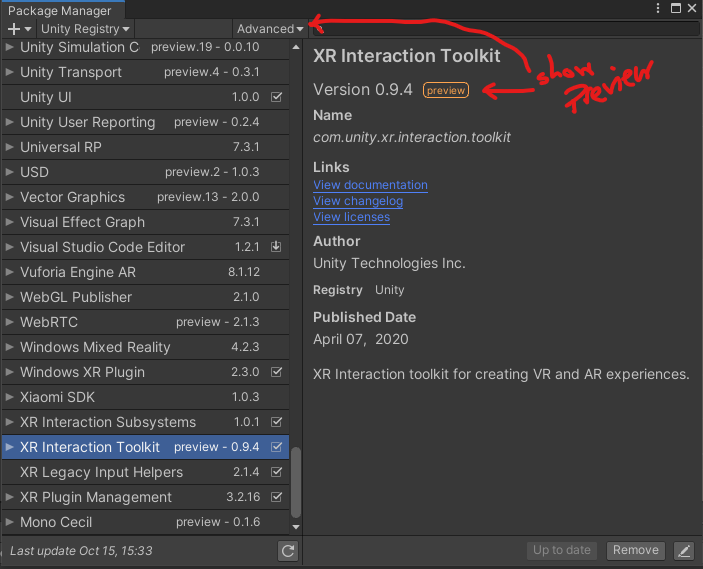 Package Manager
Unity Registry
Advanced
Unity Simulation C preview.19 - 0.0.10
Unity Transport preview.4 - 0.3.1
Unity UI 1.0.0
Unity User Reporting preview - 0.2.4
Universal RP 7.3.1
USD preview.2 - 1.0.3
Vector Graphics preview.13 - 2.0.0
Visual Effect Graph 7.3.1
Visual Studio Code Editor 1.2.1
Vuforia Engine AR 8.1.12
WebGL Publisher 2.1.0
WebRTC preview - 2.1.3
Windows Mixed Reality 4.2.3
Windows XR Plugin 2.3.0
Xiaomi SDK 1.0.3
XR Interaction Subsystems 1.0.1
XR Interaction Toolkit preview - 0.9.4
XR Legacy Input Helpers 2.1.4
XR Plugin Management 3.2.16
Mono Cecil preview - 0.1.6
Last update Oct 15, 15:33
XR Interaction Toolkit
Version 0.9.4 preview
show
Preview
Name
com.unity.xr.interaction.toolkit
Links
View documentation
View changelog
View licenses
Author
Unity Technologies Inc.
Registry Unity
Published Date
April 07, 2020
XR Interaction toolkit for creating VR and AR experiences.
Up to date
Remove